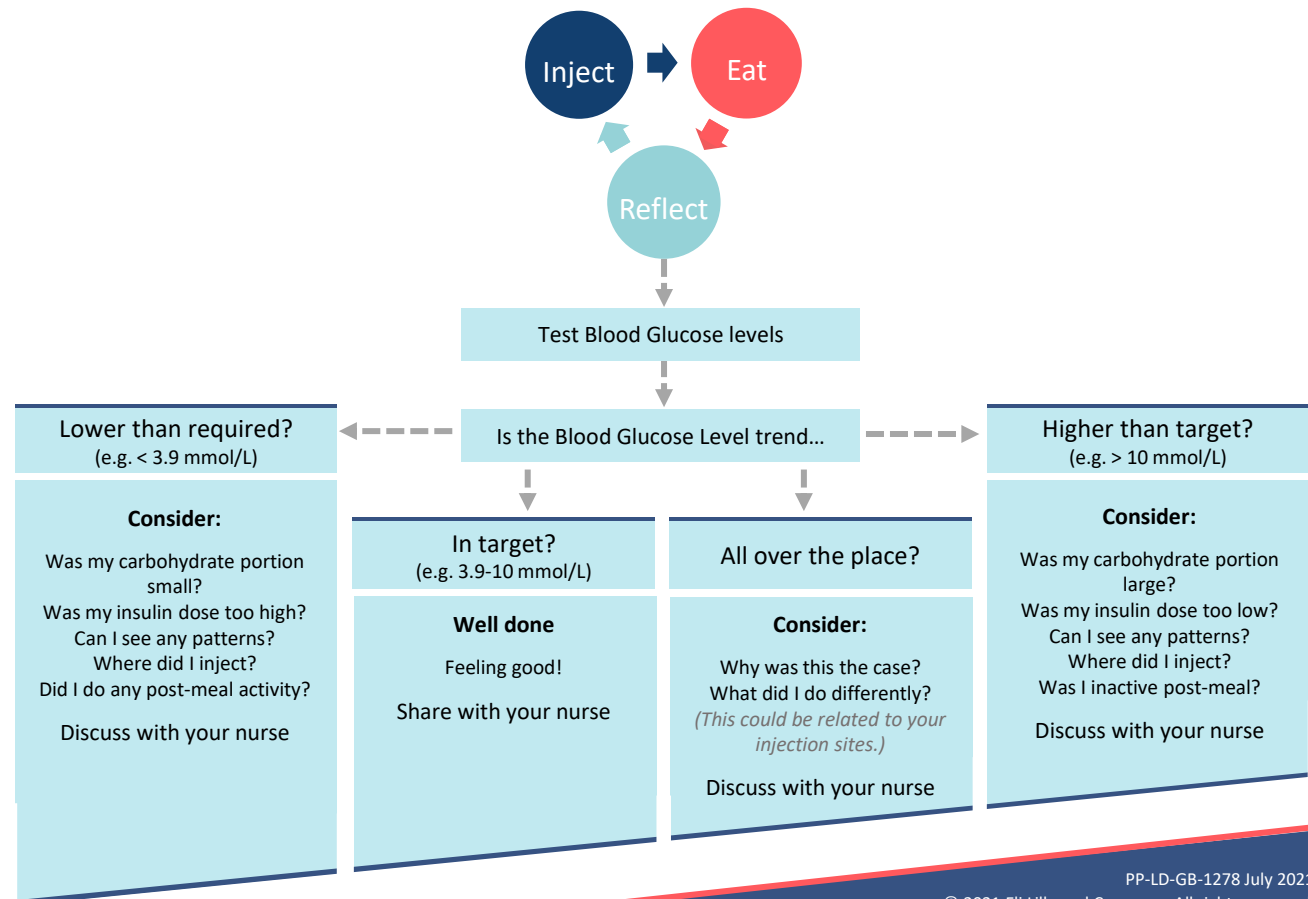 Inject
Eat
Reflect
Test Blood Glucose levels
Is the Blood Glucose Level trend...
Lower than required?
(e.g. < 3.9 mmol/L)
Consider:
Was my carbohydrate portion
small?
Was my insulin dose too high?
Can I see any patterns?
Where did I inject?
Did I do any post-meal activity?
Discuss with your nurse
In target?
(e.g. 3.9-10 mmol/L)
Well done
Feeling good!
Share with your nurse
All over the place?
Consider:
Why was this the case?
What did I do differently?
(This could be related to your
injection sites.)
Discuss with your nurse
Higher than target?
(e.g. > 10 mmol/L)
Consider:
Was my carbohydrate portion
large?
Was my insulin dose too low?
Can I see any patterns?
Where did I inject?
Was I inactive post-meal?
Discuss with your nurse
PP-LD-GB-1278 July 2021